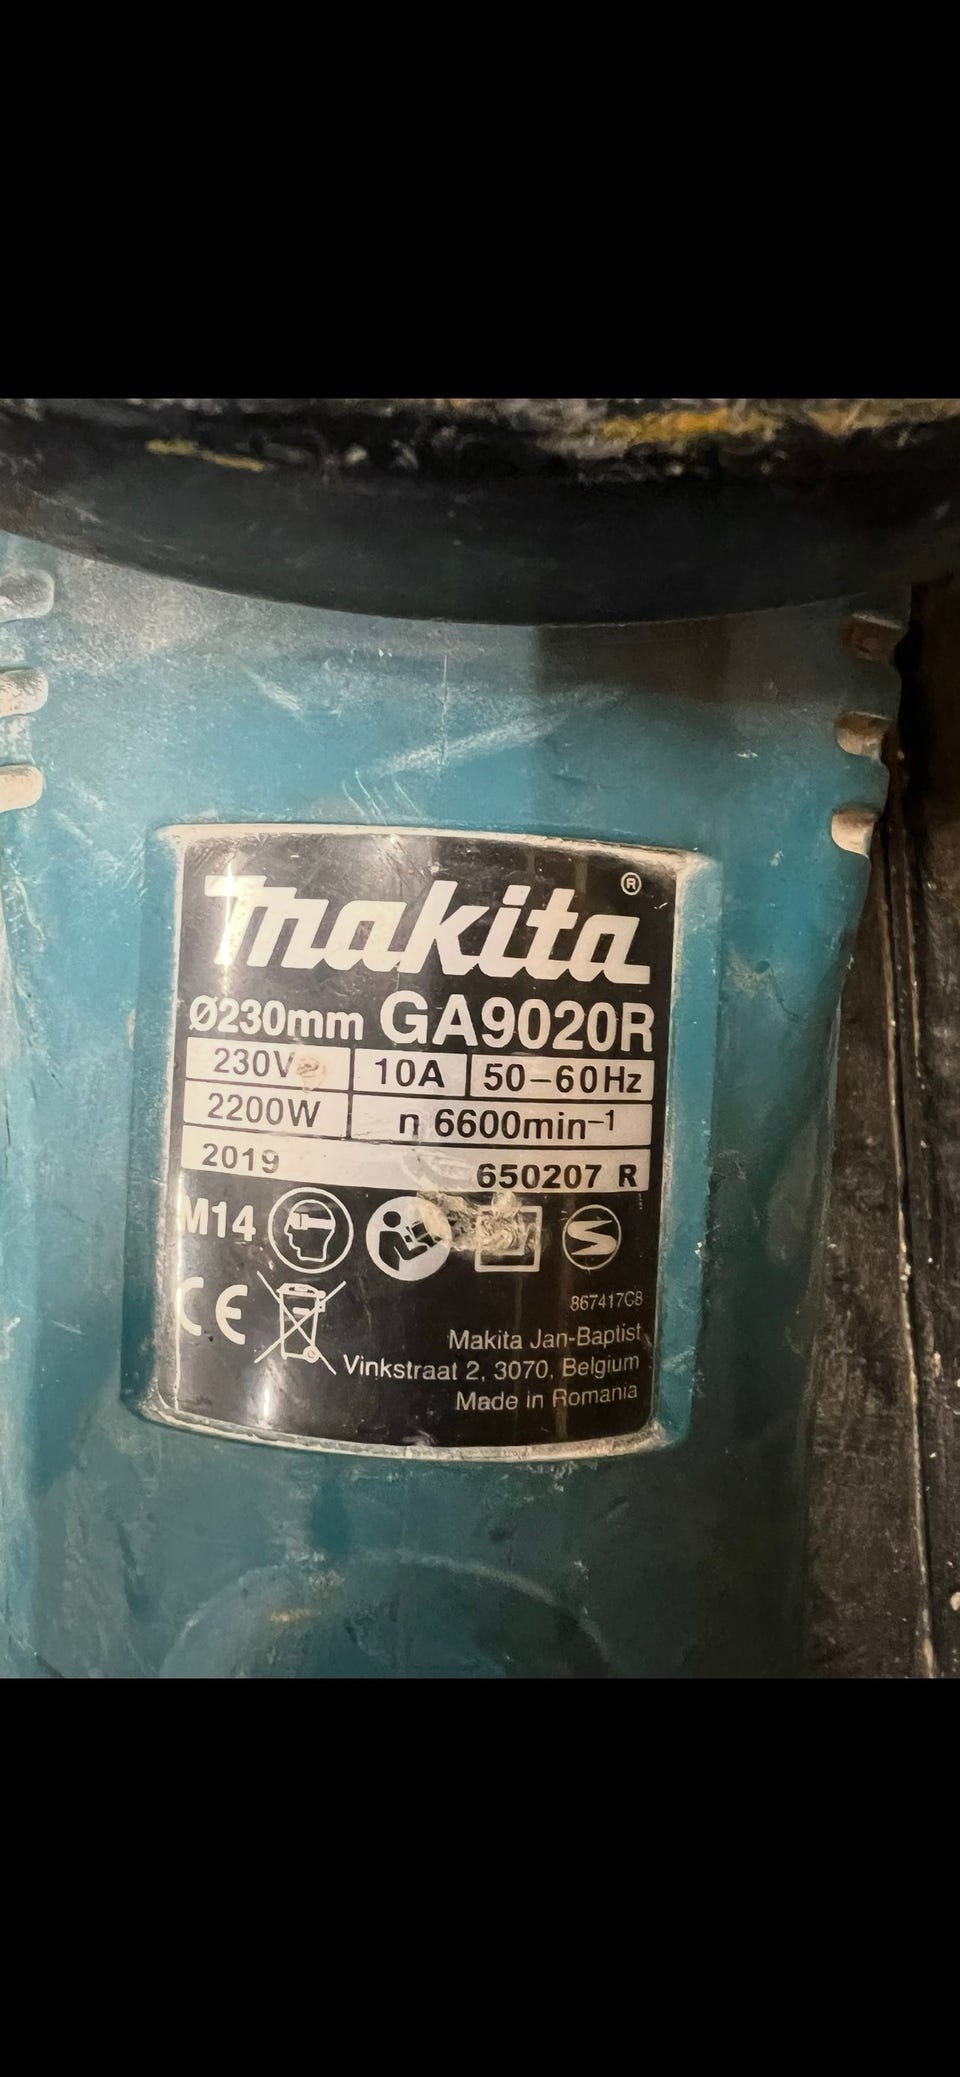 makita®
Ø230mm GA9020R
230V 10A 50-60Hz
2200W n 6600min⁻¹
2019 650207 R
M14
CE
867417C8
Makita Jan-Baptist
Vinkstraat 2, 3070, Belgium
Made in Romania